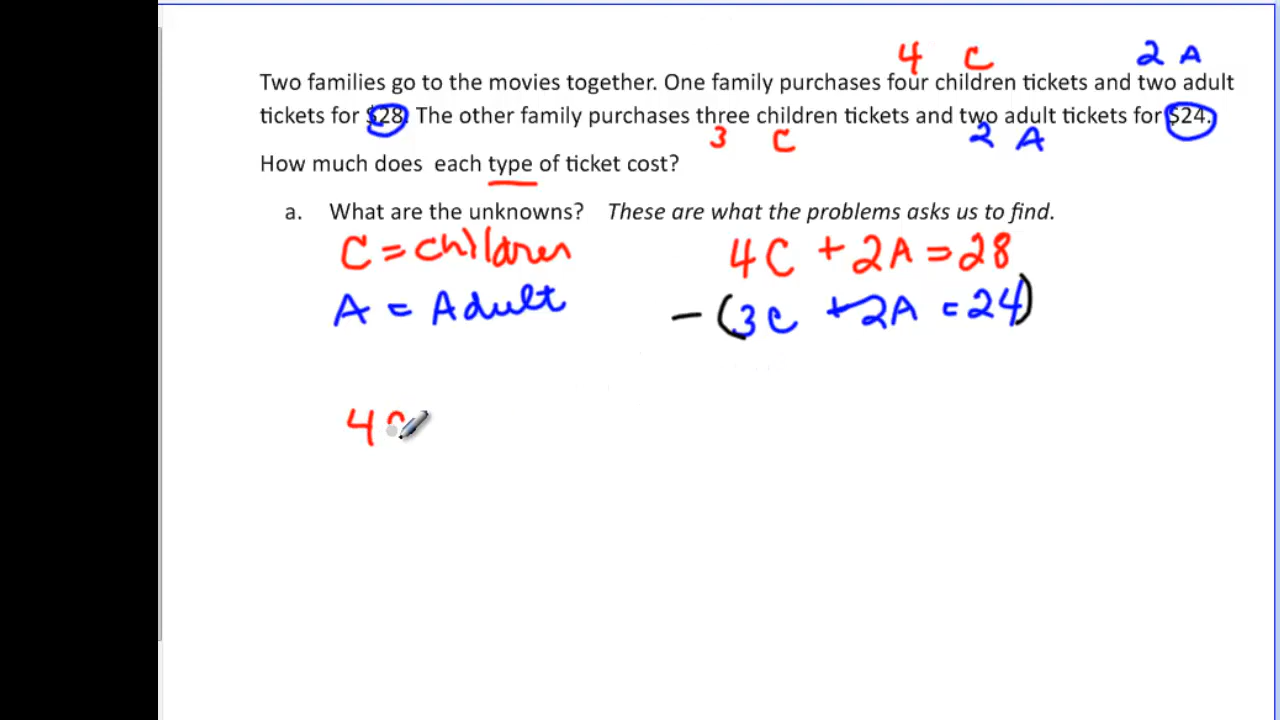 4 C 2 A
Two families go to the movies together. One family purchases four children tickets and two adult
tickets for $28. The other family purchases three children tickets and two adult tickets for $24.
3 C 2 A
How much does each type of ticket cost?
a. What are the unknowns? These are what the problems asks us to find.
C = children 4C + 2A = 28
A = Adult - (3C + 2A = 24)
4